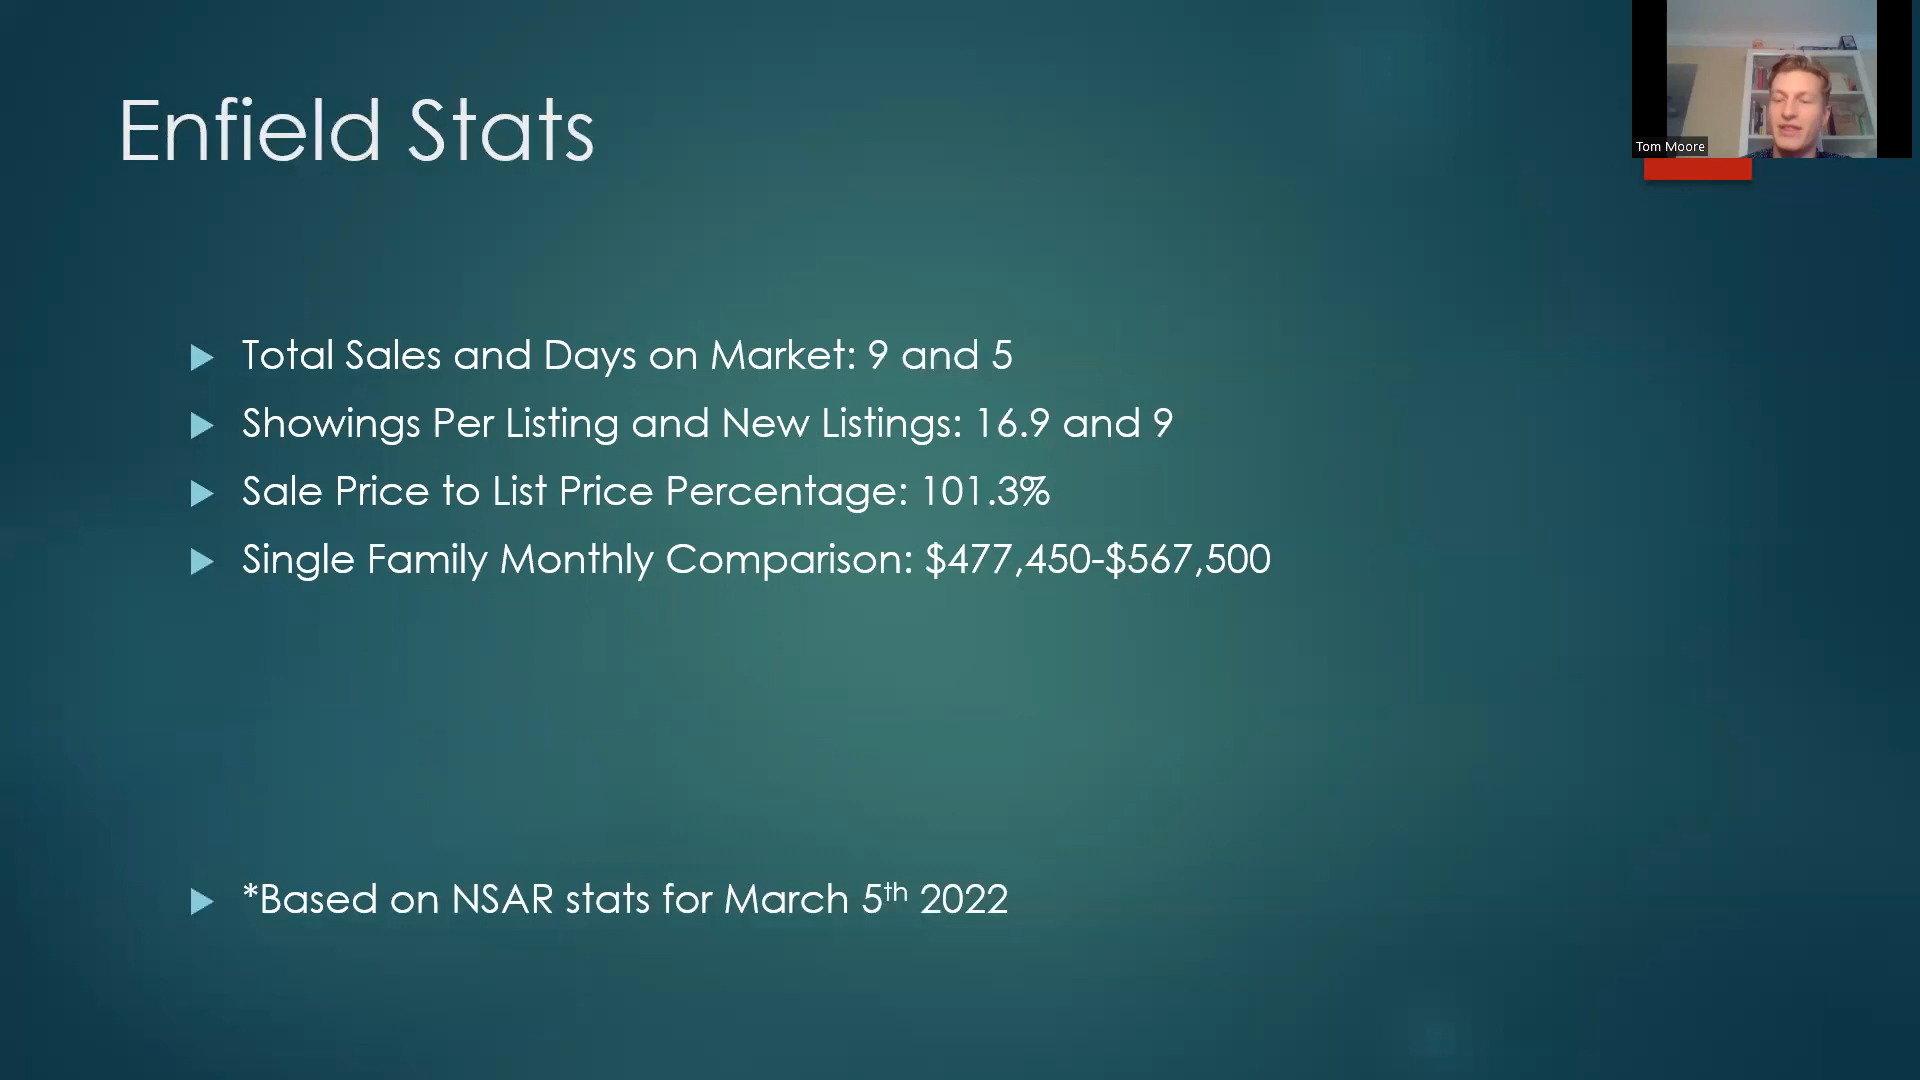 Enfield Stats
Tom Moore
Total Sales and Days on Market: 9 and 5
Showings Per Listing and New Listings: 16.9 and 9
Sale Price to List Price Percentage: 101.3%
Single Family Monthly Comparison: $477,450-$567,500
*Based on NSAR stats for March 5th 2022